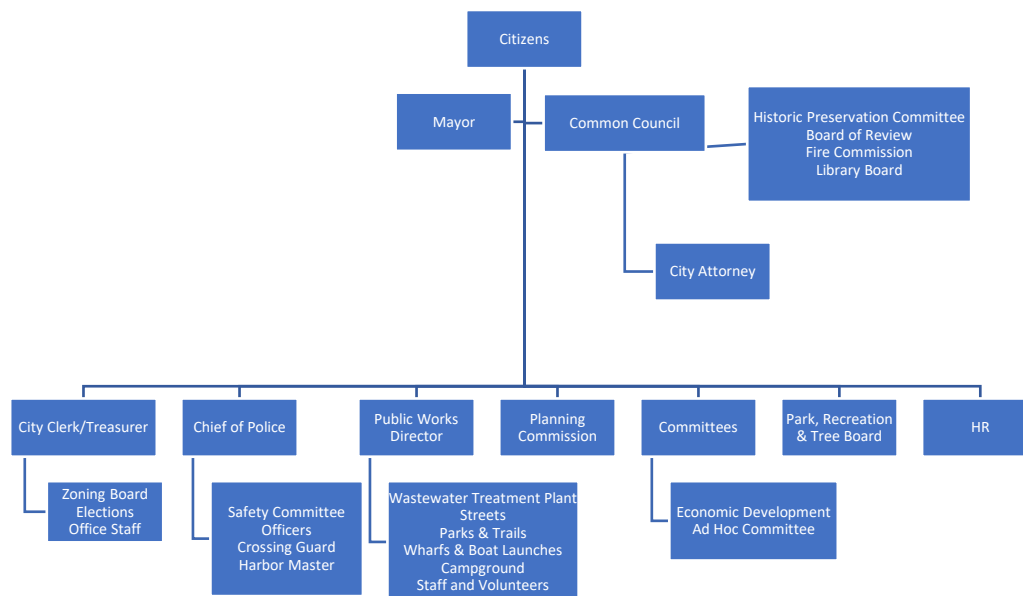 Citizens
Mayor
Common Council
Historic Preservation Committee
Board of Review
Fire Commission
Library Board
City Attorney
City Clerk/Treasurer
Chief of Police
Public Works
Director
Planning
Commission
Committees
Park, Recreation
& Tree Board
HR
Zoning Board
Elections
Office Staff
Safety Committee
Officers
Crossing Guard
Harbor Master
Wastewater Treatment Plant
Streets
Parks & Trails
Wharfs & Boat Launches
Campground
Staff and Volunteers
Economic Development
Ad Hoc Committee